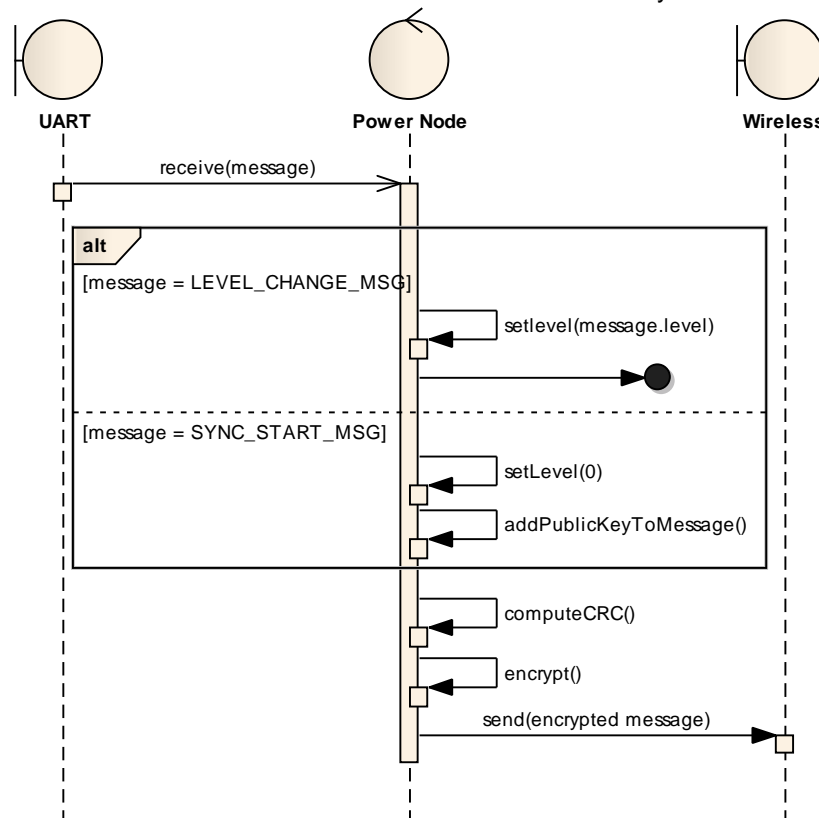 UART
Power Node
Wireless
receive(message)
alt
[message = LEVEL_CHANGE_MSG]
setlevel(message.level)
[message = SYNC_START_MSG]
setLevel(0)
addPublicKeyToMessage()
computeCRC()
encrypt()
send(encrypted message)